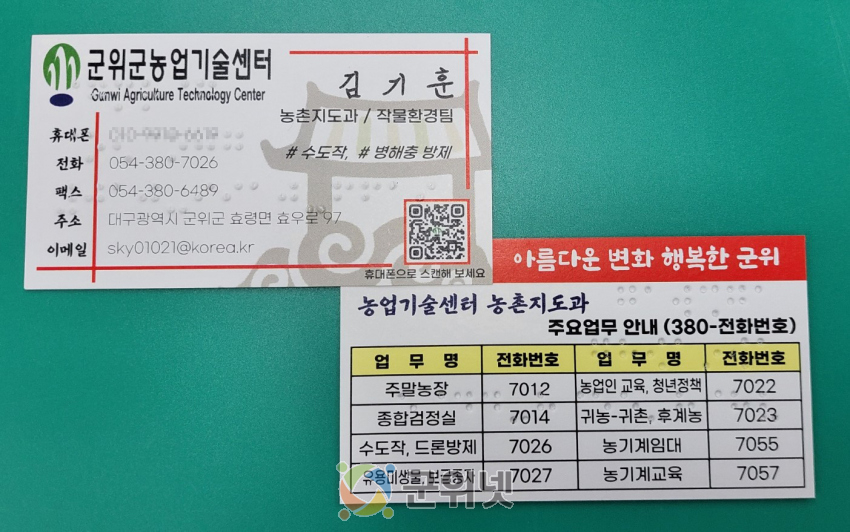 군위군농업기술센터
Gunwi Agriculture Technology Center
김기훈
농촌지도과 / 작물환경팀
# 수도작, # 병해충 방제
휴대폰
전화 054-380-7026
팩스 054-380-6489
주소 대구광역시 군위군 효령면 효우로 97
이메일 sky01021@korea.kr
휴대폰으로 스캔해 보세요
아름다운 변화 행복한 군위
농업기술센터 농촌지도과
주요업무 안내 (380-전화번호)
업 무 명 전화번호 업 무 명 전화번호
주말농장 7012 농업인 교육, 청년정책 7022
종합검정실 7014 귀농-귀촌, 후계농 7023
수도작, 드론방제 7026 농기계임대 7055
유용미생물, 보급종자 7027 농기계교육 7057
군위넷